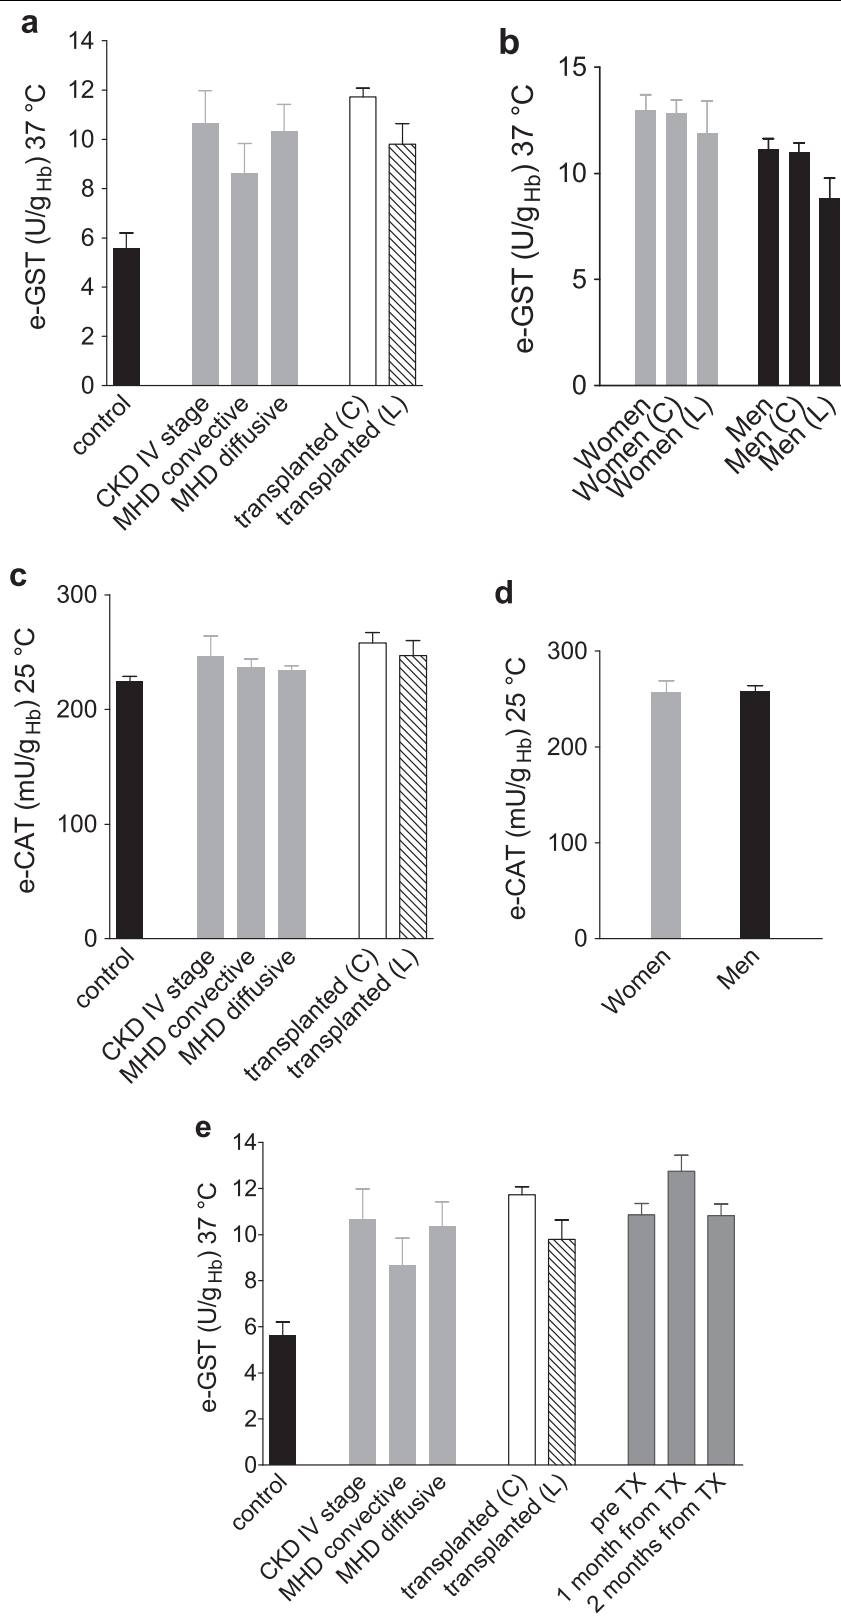 a
e-GST (U/gHb) 37 °C
14
12
10
8
6
4
2
0
control
CKD IV stage
MHD convective
MHD diffusive
transplanted (C)
transplanted (L)
b
e-GST (U/gHb) 37 °C
15
10
5
0
Women
Women (C)
Women (L)
Men
Men (C)
Men (L)
c
e-CAT (mU/gHb) 25 °C
300
200
100
0
control
CKD IV stage
MHD convective
MHD diffusive
transplanted (C)
transplanted (L)
d
e-CAT (mU/gHb) 25 °C
300
200
100
0
Women
Men
e
e-GST (U/gHb) 37 °C
14
12
10
8
6
4
2
0
control
CKD IV stage
MHD convective
MHD diffusive
transplanted (C)
transplanted (L)
pre TX
1 month from TX
2 months from TX